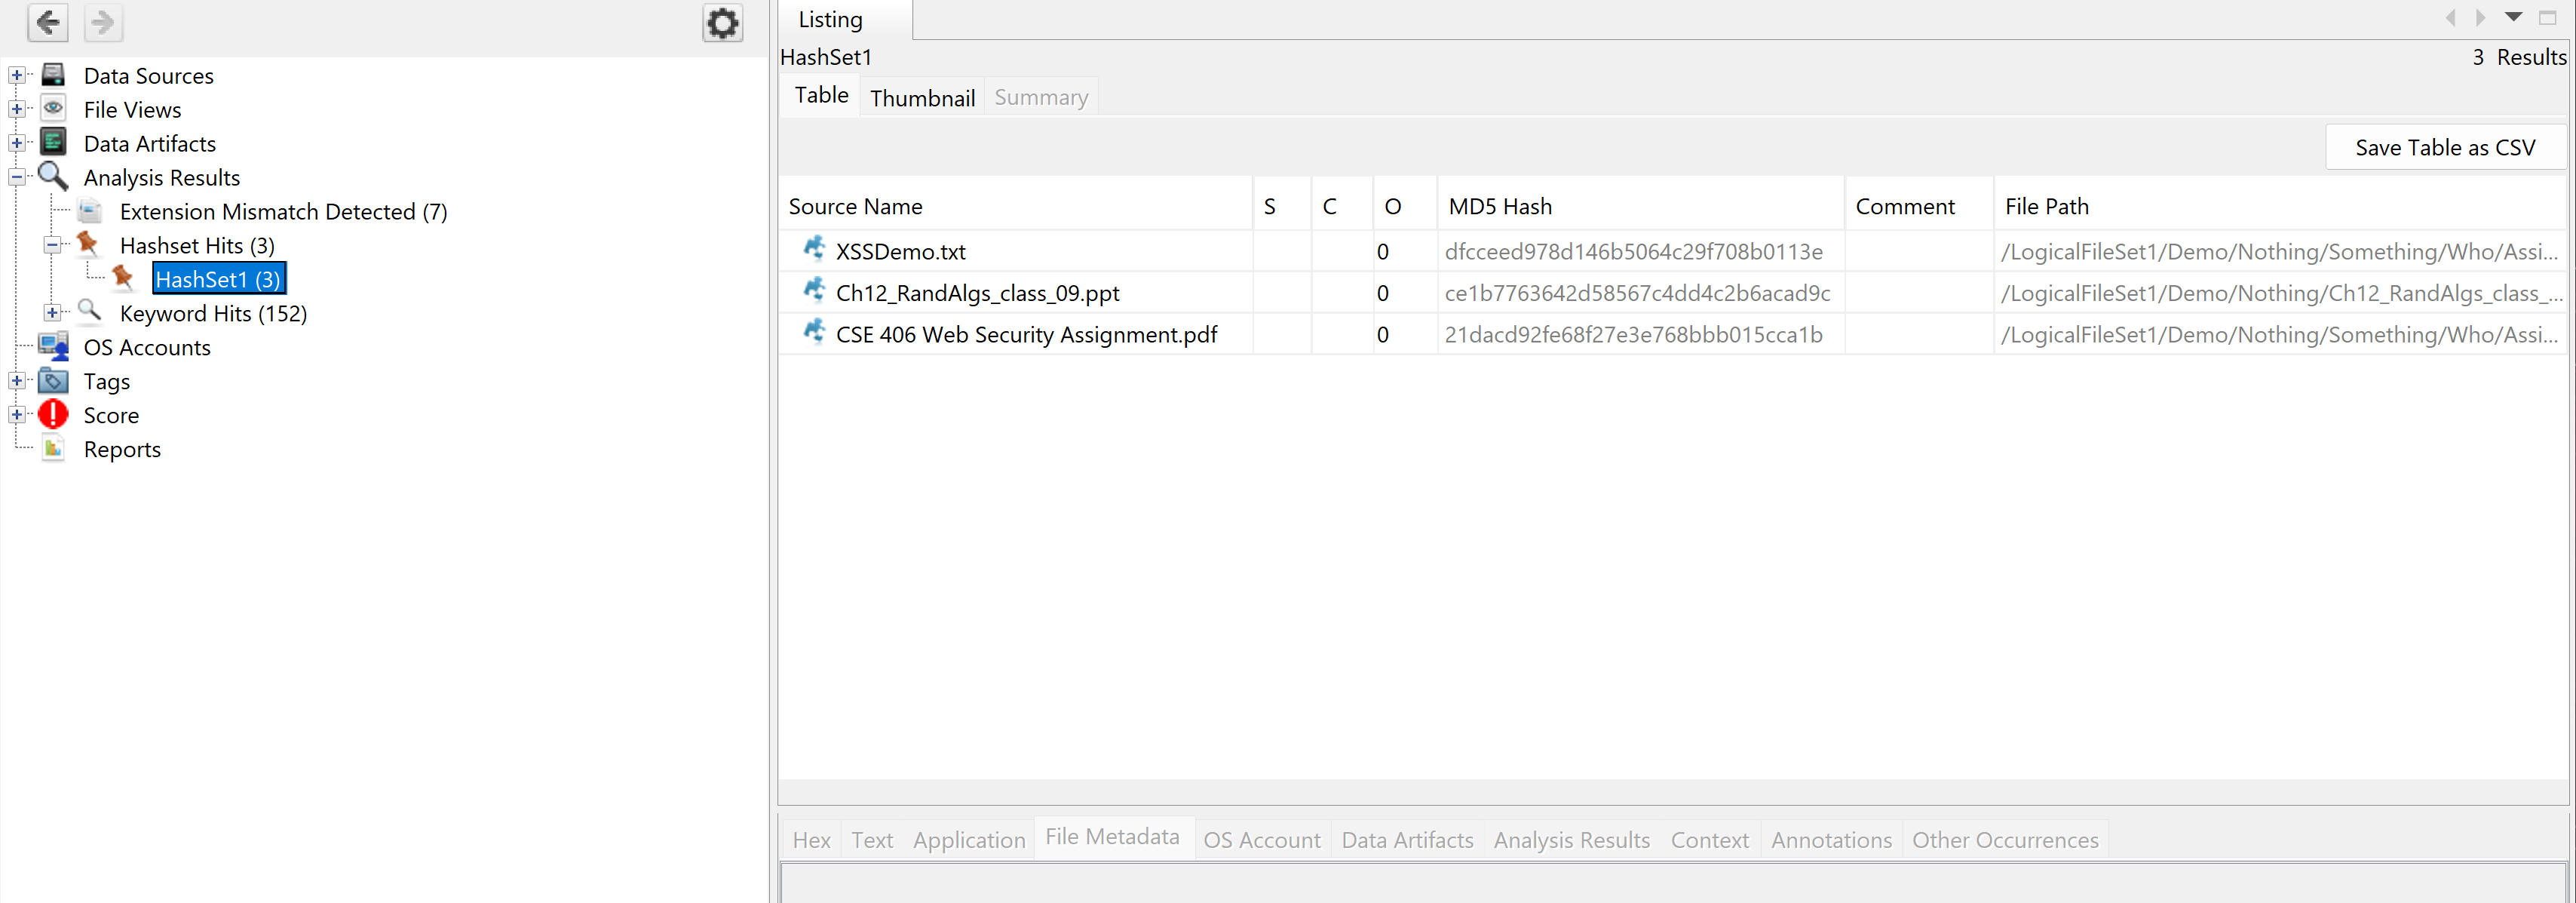 Data Sources
File Views
Data Artifacts
Analysis Results
Extension Mismatch Detected (7)
Hashset Hits (3)
HashSet1 (3)
Keyword Hits (152)
OS Accounts
Tags
Score
Reports
Listing
HashSet1 3 Results
Table Thumbnail Summary
Save Table as CSV
Source Name S C O MD5 Hash Comment File Path
XSSDemo.txt 0 dfcceed978d146b5064c29f708b0113e /LogicalFileSet1/Demo/Nothing/Something/Who/Assi...
Ch12_RandAlgs_class_09.ppt 0 ce1b7763642d58567c4dd4c2b6acad9c /LogicalFileSet1/Demo/Nothing/Ch12_RandAlgs_class_...
CSE 406 Web Security Assignment.pdf 0 21dacd92fe68f27e3e768bbb015cca1b /LogicalFileSet1/Demo/Nothing/Something/Who/Assi...
Hex Text Application File Metadata OS Account Data Artifacts Analysis Results Context Annotations Other Occurrences